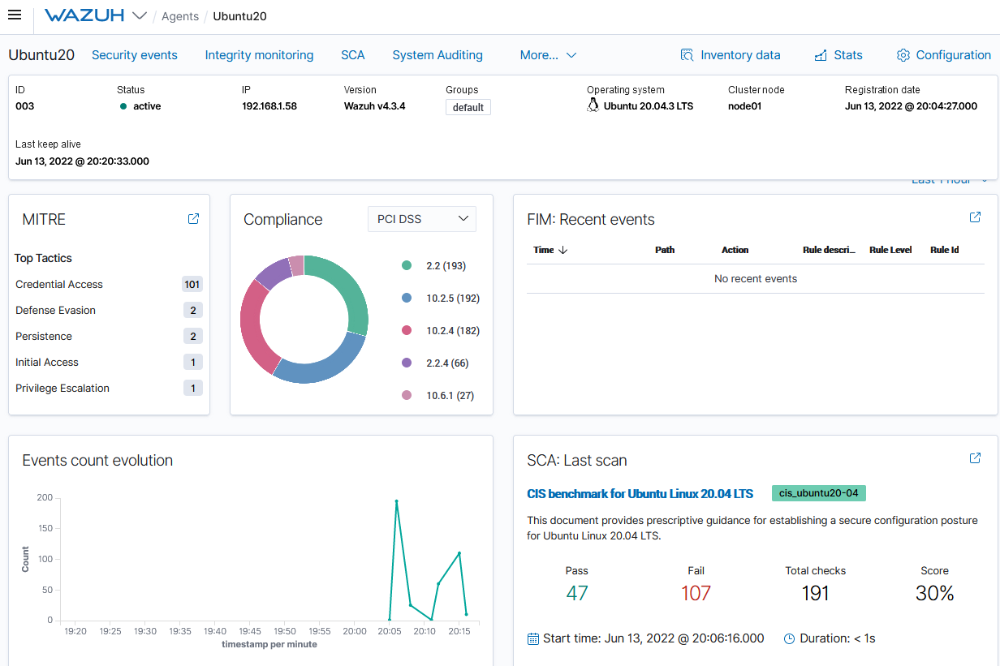 WAZUH / Agents / Ubuntu20
Ubuntu20 Security events Integrity monitoring SCA System Auditing More... Inventory data Stats Configuration
ID Status IP Version Groups Operating system Cluster node Registration date
003 active 192.168.1.58 Wazuh v4.3.4 default Ubuntu 20.04.3 LTS node01 Jun 13, 2022 @ 20:04:27.000
Last keep alive
Jun 13, 2022 @ 20:20:33.000
Last 1 hour
MITRE
Top Tactics
Credential Access 101
Defense Evasion 2
Persistence 2
Initial Access 1
Privilege Escalation 1
Compliance PCI DSS
2.2 (193)
10.2.5 (192)
10.2.4 (182)
2.2.4 (66)
10.6.1 (27)
FIM: Recent events
Time Path Action Rule descri... Rule Level Rule Id
No recent events
Events count evolution
200
150
100
50
0
Count
19:20 19:25 19:30 19:35 19:40 19:45 19:50 19:55 20:00 20:05 20:10 20:15
timestamp per minute
SCA: Last scan
CIS benchmark for Ubuntu Linux 20.04 LTS cis_ubuntu20-04
This document provides prescriptive guidance for establishing a secure configuration posture
for Ubuntu Linux 20.04 LTS.
Pass Fail Total checks Score
47 107 191 30%
Start time: Jun 13, 2022 @ 20:06:16.000 Duration: < 1s